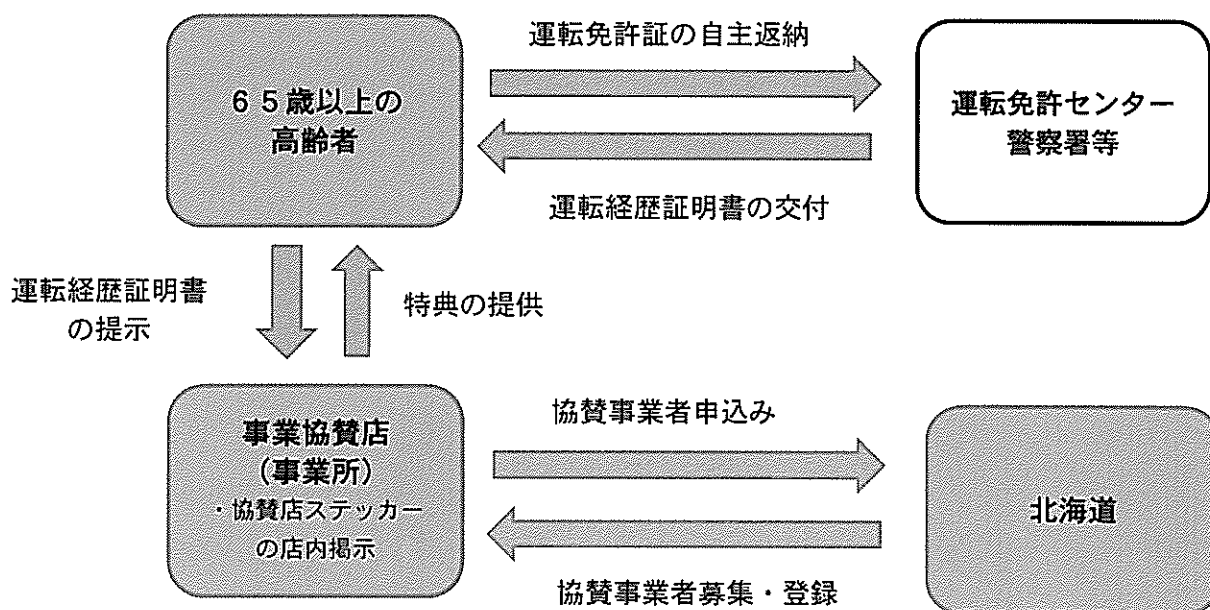 運転免許証の自主返納
６５歳以上の
高齢者
運転免許センター
警察署等
運転経歴証明書の交付
運転経歴証明書
の提示
特典の提供
事業協賛店
（事業所）
・協賛店ステッカー
の店内掲示
協賛事業者申込み
北海道
協賛事業者募集・登録